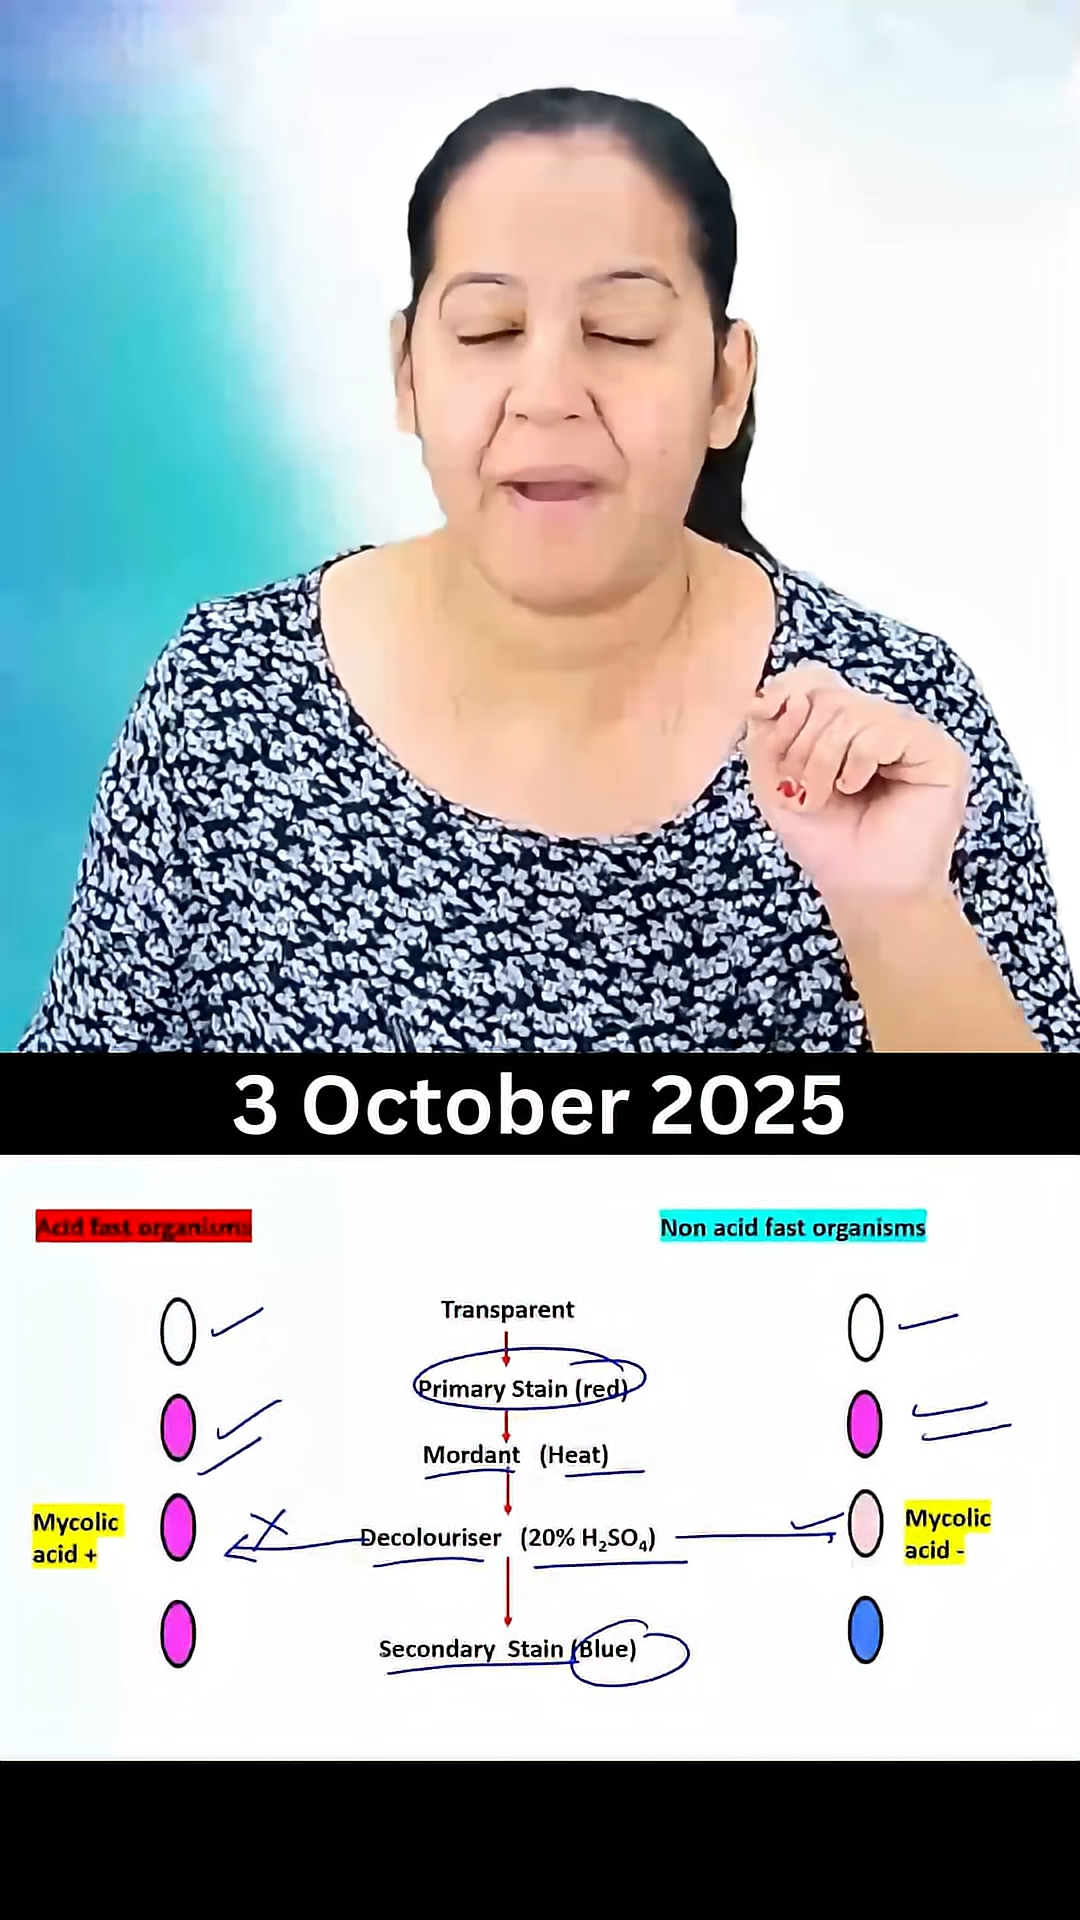 3 October 2025
Acid fast organisms
Non acid fast organisms
Transparent
Primary Stain (red)
Mordant (Heat)
Mycolic
acid +
Decolouriser (20% H₂SO₄)
Mycolic
acid -
Secondary Stain (Blue)